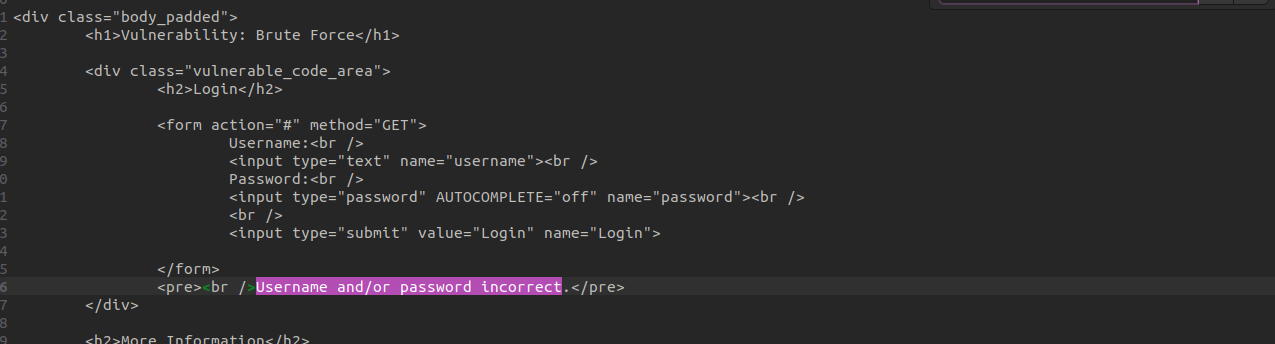 1 <div class="body_padded">
2 <h1>Vulnerability: Brute Force</h1>
3
4 <div class="vulnerable_code_area">
5 <h2>Login</h2>
6
7 <form action="#" method="GET">
8 Username:<br />
9 <input type="text" name="username"><br />
0 Password:<br />
1 <input type="password" AUTOCOMPLETE="off" name="password"><br />
2 <br />
3 <input type="submit" value="Login" name="Login">
4
5 </form>
6 <pre><br />Username and/or password incorrect.</pre>
7 </div>
8
9 <h2>More Information</h2>